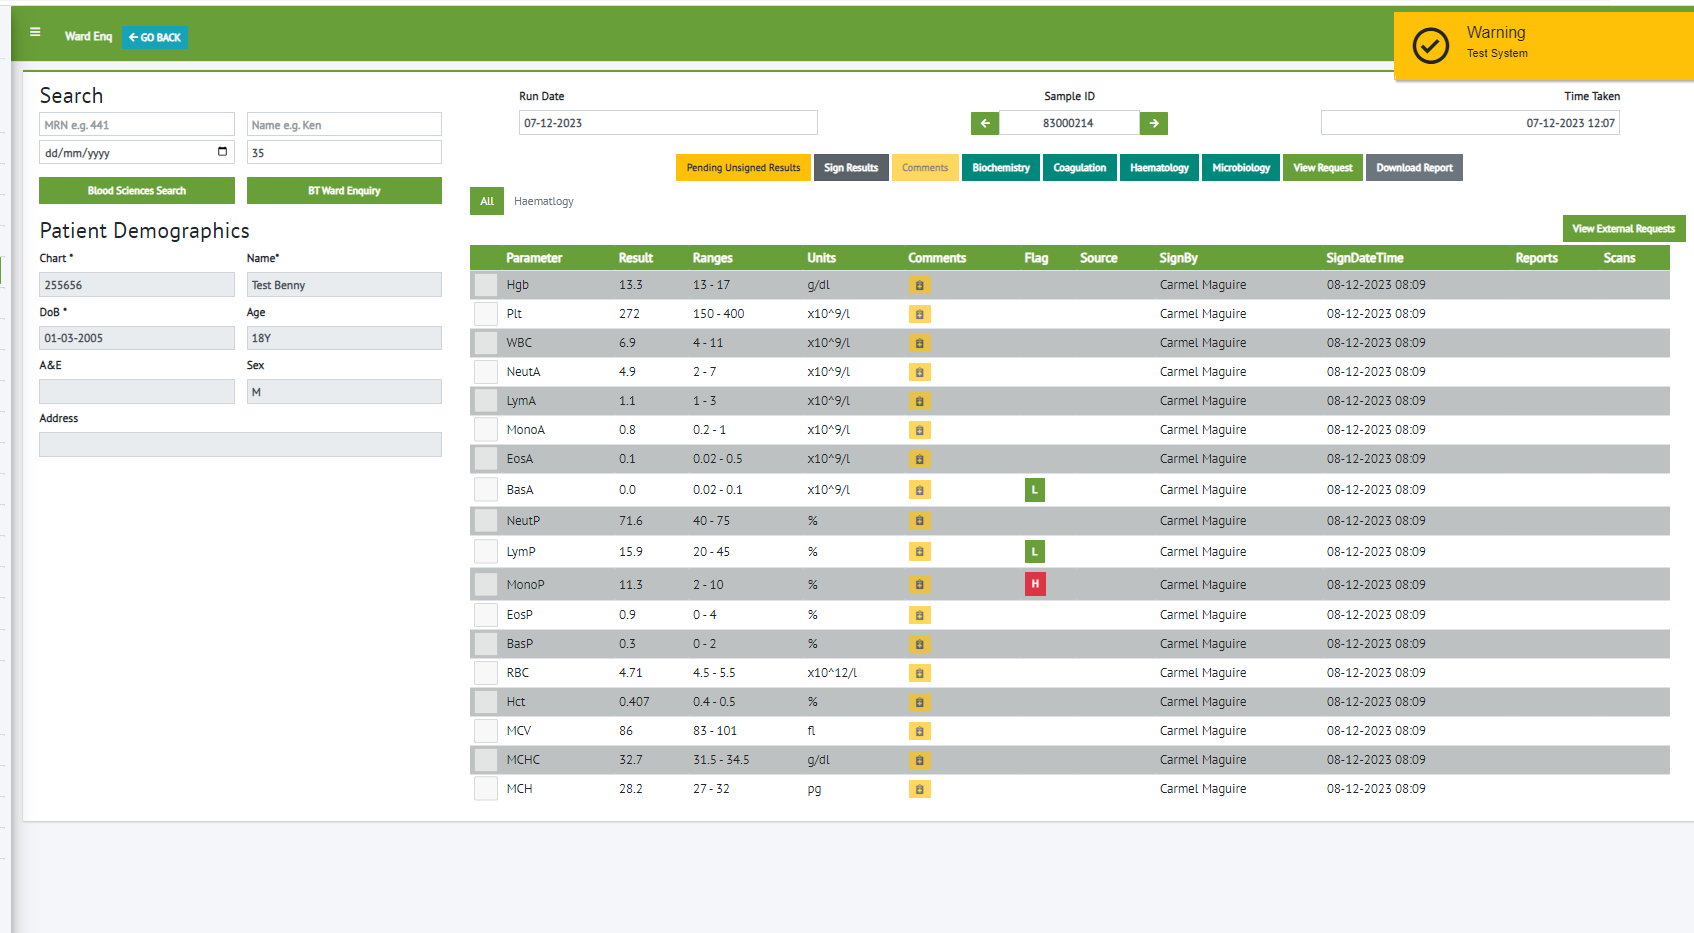 Ward Enq GO BACK
Warning
Test System
Search
MRN e.g. 441 Name e.g. Ken
dd/mm/yyyy 35
Blood Sciences Search BT Ward Enquiry
Patient Demographics
Chart * Name*
255656 Test Benny
DoB * Age
01-03-2005 18Y
A&E Sex
M
Address
Run Date Sample ID Time Taken
07-12-2023 83000214 07-12-2023 12:07
Pending Unsigned Results Sign Results Comments Biochemistry Coagulation Haematology Microbiology View Request Download Report
All Haematlogy
View External Requests
Parameter Result Ranges Units Comments Flag Source SignBy SignDateTime Reports Scans
Hgb 13.3 13 - 17 g/dl Carmel Maguire 08-12-2023 08:09
Plt 272 150 - 400 x10^9/l Carmel Maguire 08-12-2023 08:09
WBC 6.9 4 - 11 x10^9/l Carmel Maguire 08-12-2023 08:09
NeutA 4.9 2 - 7 x10^9/l Carmel Maguire 08-12-2023 08:09
LymA 1.1 1 - 3 x10^9/l Carmel Maguire 08-12-2023 08:09
MonoA 0.8 0.2 - 1 x10^9/l Carmel Maguire 08-12-2023 08:09
EosA 0.1 0.02 - 0.5 x10^9/l Carmel Maguire 08-12-2023 08:09
BasA 0.0 0.02 - 0.1 x10^9/l L Carmel Maguire 08-12-2023 08:09
NeutP 71.6 40 - 75 % Carmel Maguire 08-12-2023 08:09
LymP 15.9 20 - 45 % L Carmel Maguire 08-12-2023 08:09
MonoP 11.3 2 - 10 % H Carmel Maguire 08-12-2023 08:09
EosP 0.9 0 - 4 % Carmel Maguire 08-12-2023 08:09
BasP 0.3 0 - 2 % Carmel Maguire 08-12-2023 08:09
RBC 4.71 4.5 - 5.5 x10^12/l Carmel Maguire 08-12-2023 08:09
Hct 0.407 0.4 - 0.5 % Carmel Maguire 08-12-2023 08:09
MCV 86 83 - 101 fl Carmel Maguire 08-12-2023 08:09
MCHC 32.7 31.5 - 34.5 g/dl Carmel Maguire 08-12-2023 08:09
MCH 28.2 27 - 32 pg Carmel Maguire 08-12-2023 08:09